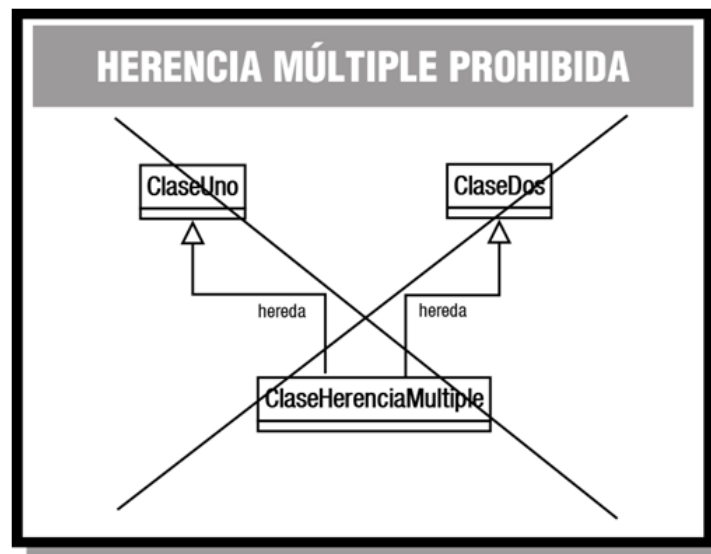 HERENCIA MÚLTIPLE PROHIBIDA
ClaseUno
ClaseDos
hereda
hereda
ClaseHerenciaMultiple